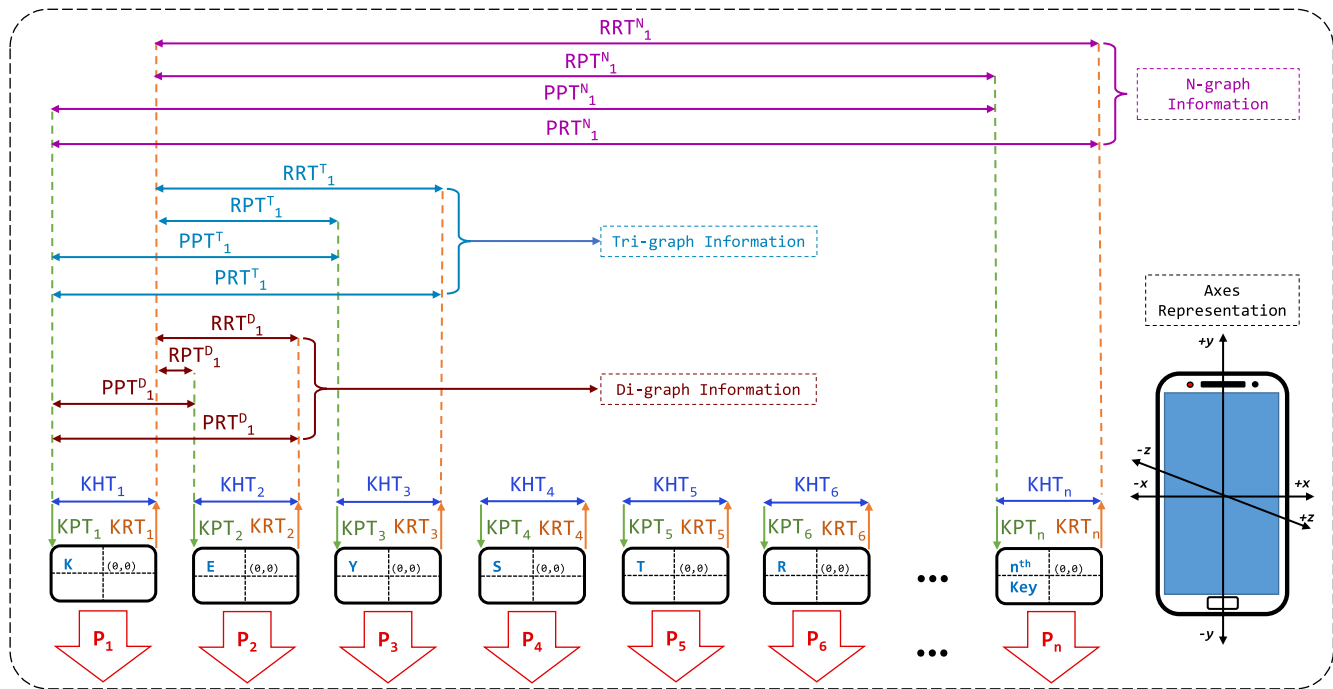 RRTᴺ₁
RPTᴺ₁
PPTᴺ₁
PRTᴺ₁
N-graph
Information
RRTᵀ₁
RPTᵀ₁
PPTᵀ₁
PRTᵀ₁
Tri-graph Information
Axes
Representation
RRTᴰ₁
RPTᴰ₁
PPTᴰ₁
PRTᴰ₁
Di-graph Information
+y
-z
-x
+x
+z
-y
KHT₁ KHT₂ KHT₃ KHT₄ KHT₅ KHT₆ KHTₙ
KPT₁ KRT₁ KPT₂ KRT₂ KPT₃ KRT₃ KPT₄ KRT₄ KPT₅ KRT₅ KPT₆ KRT₆ KPTₙ KRTₙ
K (0,0) E (0,0) Y (0,0) S (0,0) T (0,0) R (0,0) nᵗʰ (0,0)
••• Key
P₁ P₂ P₃ P₄ P₅ P₆ ••• Pₙ